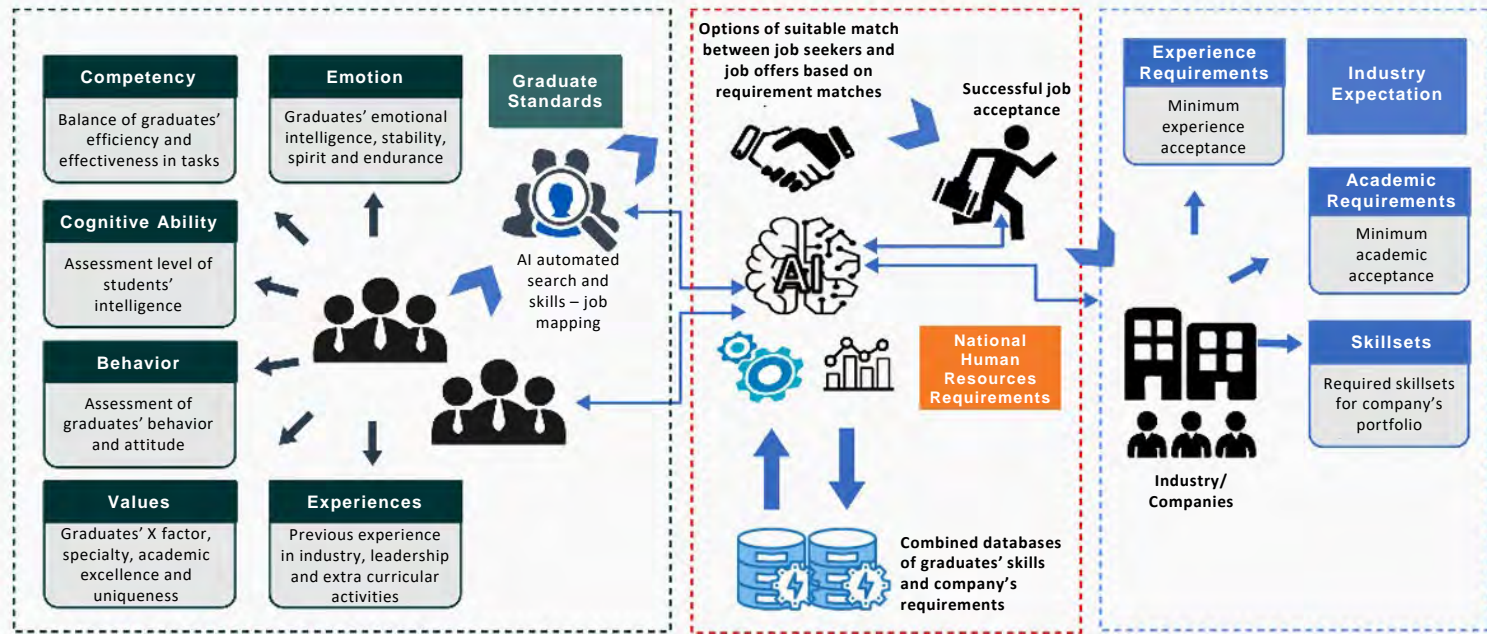 Competency
Balance of graduates’
efficiency and
effectiveness in tasks
Emotion
Graduates’ emotional
intelligence, stability,
spirit and endurance
Graduate
Standards
Cognitive Ability
Assessment level of
students’
intelligence
AI automated
search and
skills – job
mapping
Behavior
Assessment of
graduates’ behavior
and attitude
Values
Graduates’ X factor,
specialty, academic
excellence and
uniqueness
Experiences
Previous experience
in industry, leadership
and extra curricular
activities
Options of suitable match
between job seekers and
job offers based on
requirement matches
Successful job
acceptance
AI
National
Human
Resources
Requirements
Combined databases
of graduates’ skills
and company’s
requirements
Experience
Requirements
Minimum
experience
acceptance
Industry
Expectation
Academic
Requirements
Minimum
academic
acceptance
Skillsets
Required skillsets
for company’s
portfolio
Industry/
Companies